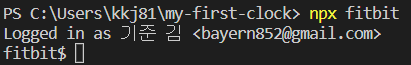 PS C:\Users\kkj81\my-first-clock> npx fitbit
Logged in as 기준 김 <bayern852@gmail.com>
fitbit$